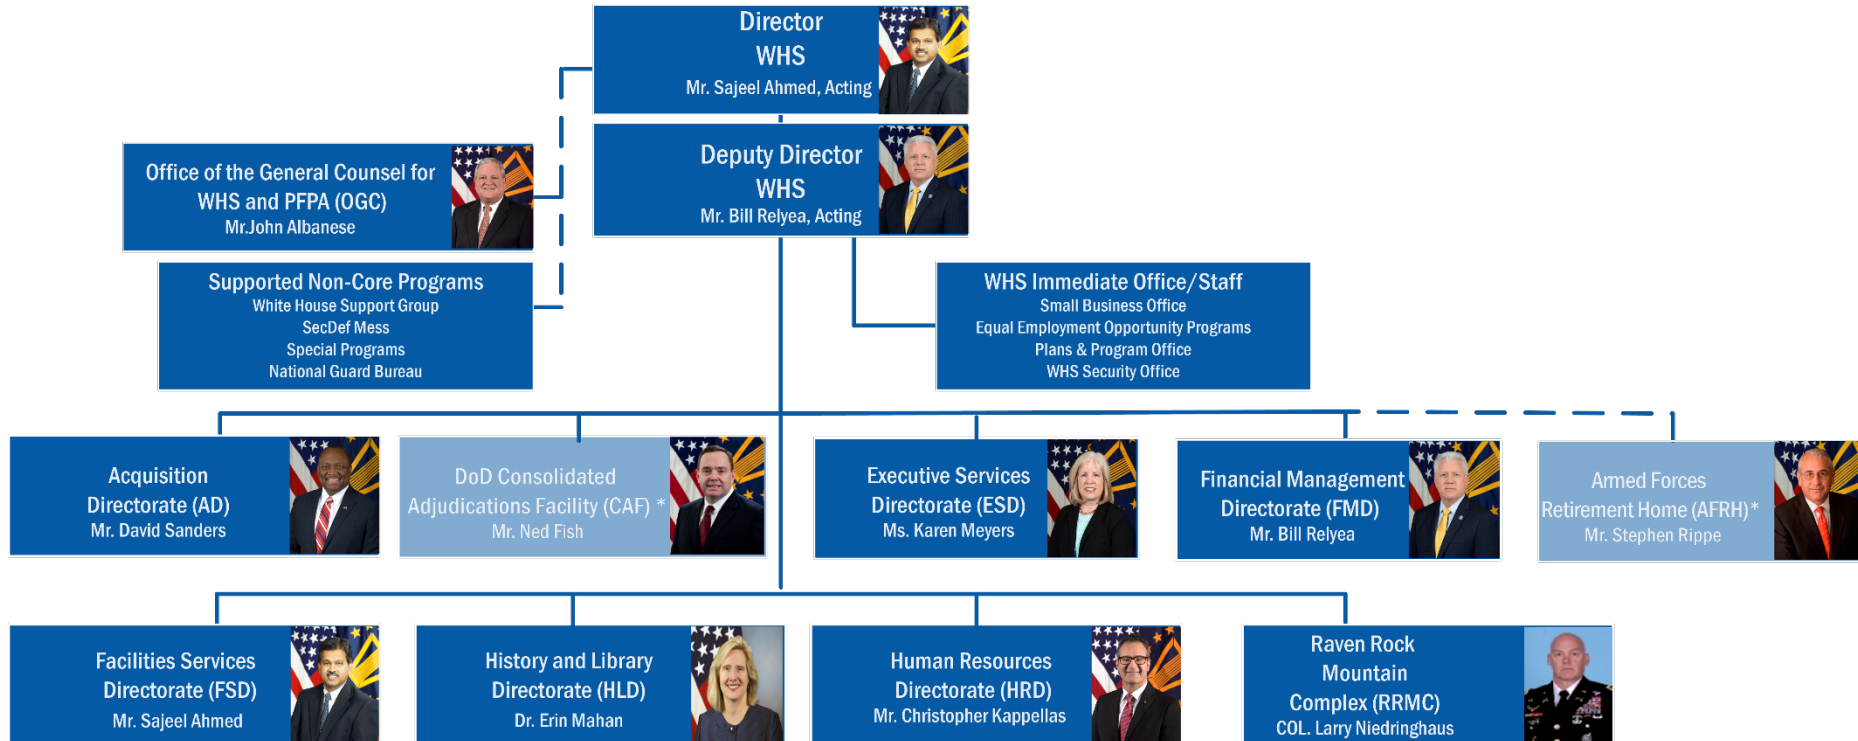 Director
WHS
Mr. Sajeel Ahmed, Acting
Deputy Director
WHS
Mr. Bill Relyea, Acting
Office of the General Counsel for
WHS and PFPA (OGC)
Mr.John Albanese
Supported Non-Core Programs
White House Support Group
SecDef Mess
Special Programs
National Guard Bureau
WHS Immediate Office/Staff
Small Business Office
Equal Employment Opportunity Programs
Plans & Program Office
WHS Security Office
Acquisition
Directorate (AD)
Mr. David Sanders
DoD Consolidated
Adjudications Facility (CAF) *
Mr. Ned Fish
Executive Services
Directorate (ESD)
Ms. Karen Meyers
Financial Management
Directorate (FMD)
Mr. Bill Relyea
Armed Forces
Retirement Home (AFRH)*
Mr. Stephen Rippe
Facilities Services
Directorate (FSD)
Mr. Sajeel Ahmed
History and Library
Directorate (HLD)
Dr. Erin Mahan
Human Resources
Directorate (HRD)
Mr. Christopher Kappellas
Raven Rock
Mountain
Complex (RRMC)
COL. Larry Niedringhaus